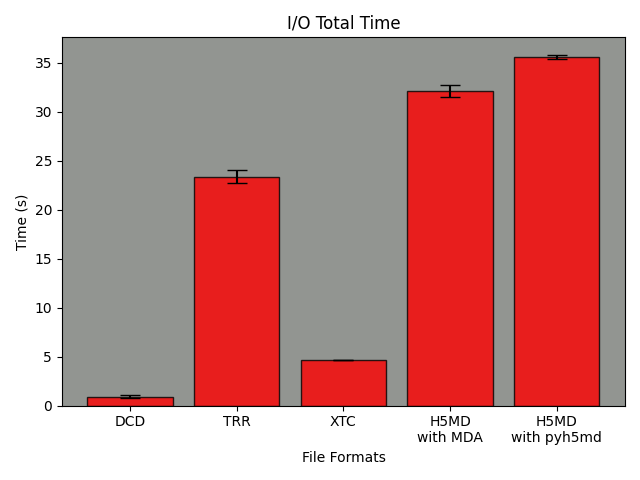 I/O Total Time
Time (s)
35
30
25
20
15
10
5
0
DCD
TRR
XTC
H5MD
with MDA
H5MD
with pyh5md
File Formats